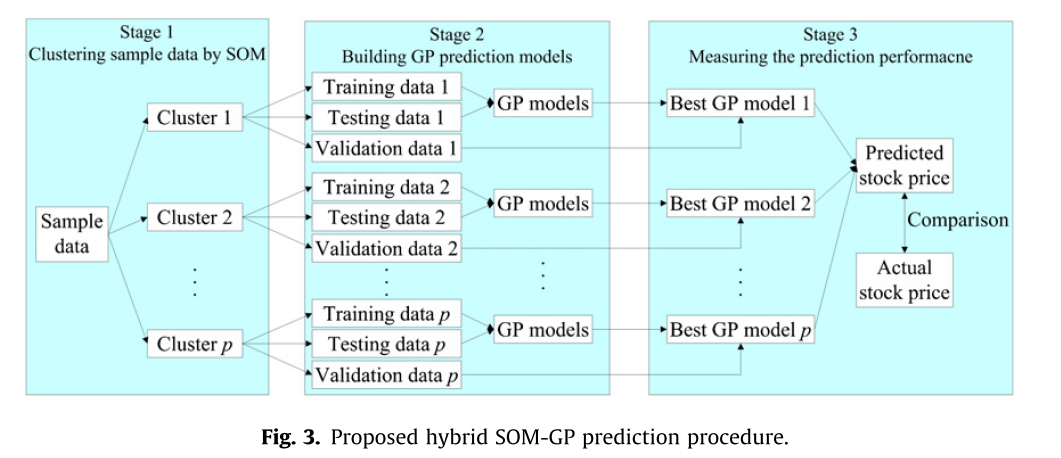 Stage 1
Clustering sample data by SOM
Sample
data
Cluster 1
Cluster 2
Cluster p
Stage 2
Building GP prediction models
Training data 1
Testing data 1
Validation data 1
GP models
Training data 2
Testing data 2
Validation data 2
GP models
Training data p
Testing data p
Validation data p
GP models
Stage 3
Measuring the prediction performacne
Best GP model 1
Best GP model 2
Best GP model p
Predicted
stock price
Comparison
Actual
stock price
Fig. 3. Proposed hybrid SOM-GP prediction procedure.